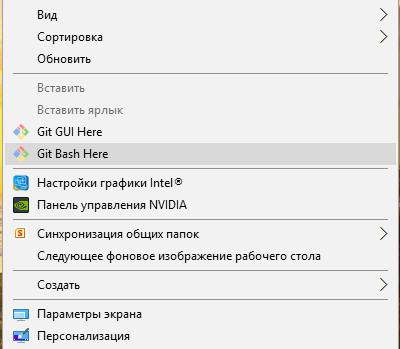 Вид
Сортировка
Обновить
Вставить
Вставить ярлык
Git GUI Here
Git Bash Here
Настройки графики Intel®
Панель управления NVIDIA
Синхронизация общих папок
Следующее фоновое изображение рабочего стола
Создать
Параметры экрана
Персонализация